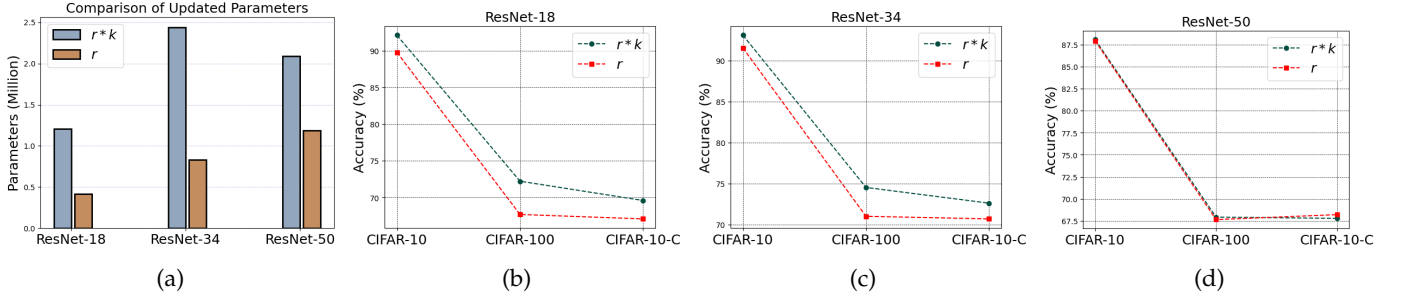 Comparison of Updated Parameters
Parameters (Million)
2.5
2.0
1.5
1.0
0.5
0.0
r * k
r
ResNet-18 ResNet-34 ResNet-50
(a)
ResNet-18
Accuracy (%)
90
85
80
75
70
r * k
r
CIFAR-10 CIFAR-100 CIFAR-10-C
(b)
ResNet-34
Accuracy (%)
90
85
80
75
70
r * k
r
CIFAR-10 CIFAR-100 CIFAR-10-C
(c)
ResNet-50
Accuracy (%)
87.5
85.0
82.5
80.0
77.5
75.0
72.5
70.0
67.5
r * k
r
CIFAR-10 CIFAR-100 CIFAR-10-C
(d)